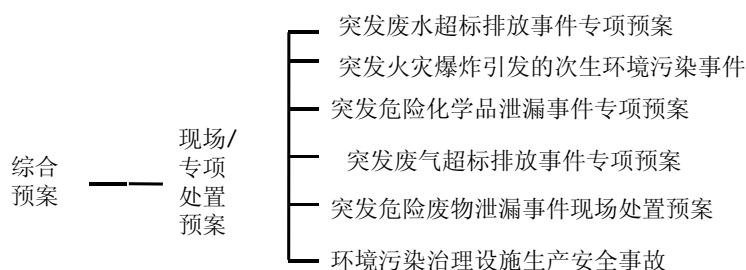 综合
预案
现场/
专项
处置
预案
突发废水超标排放事件专项预案
突发火灾爆炸引发的次生环境污染事件
突发危险化学品泄漏事件专项预案
突发废气超标排放事件专项预案
突发危险废物泄漏事件现场处置预案
环境污染治理设施生产安全事故